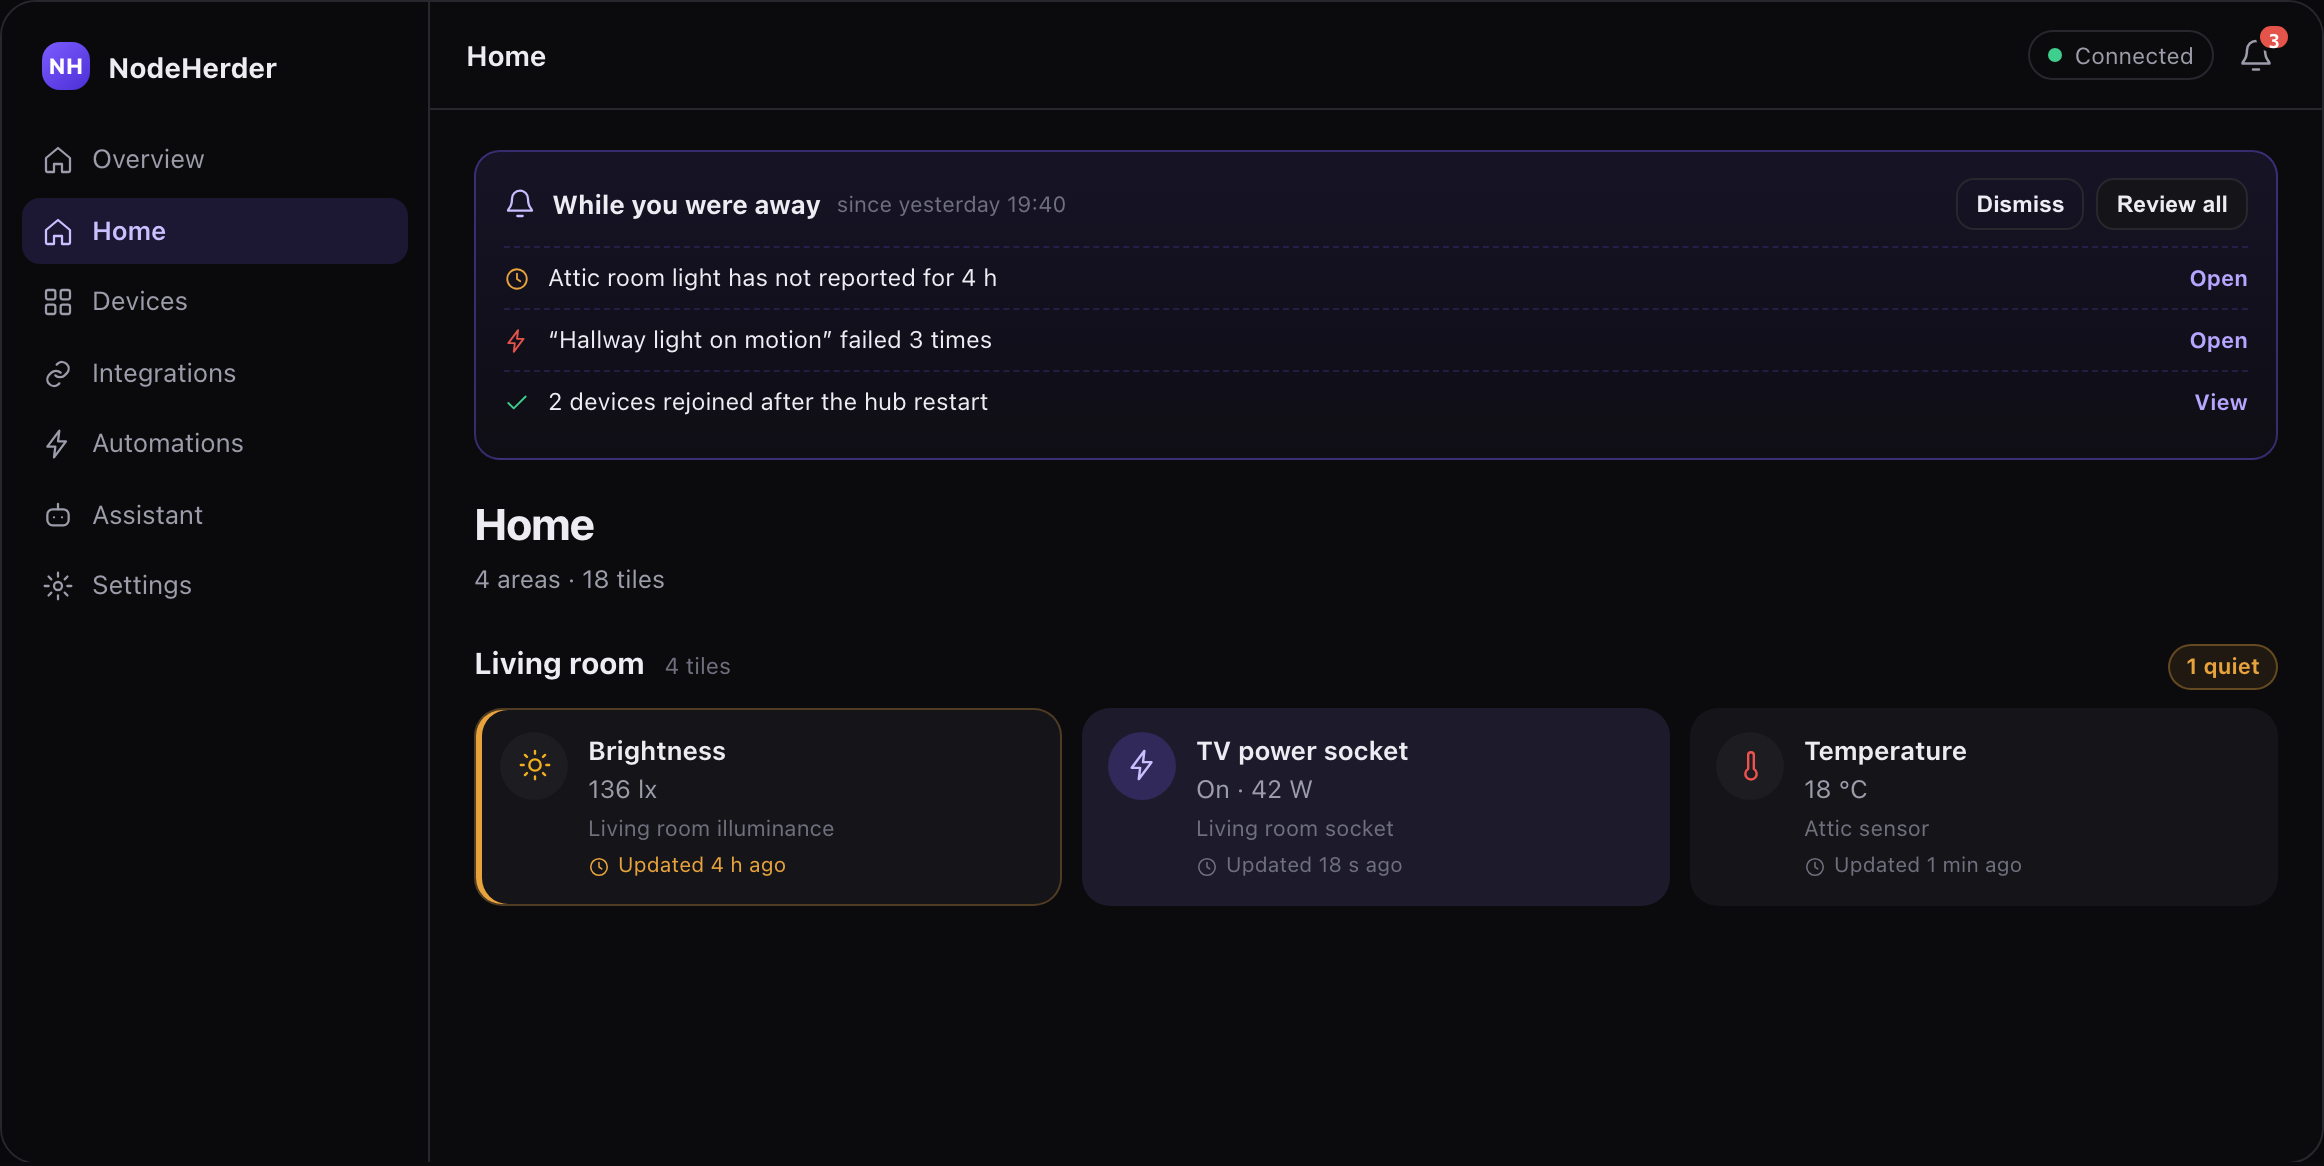 NH NodeHerder
Overview
Home
Devices
Integrations
Automations
Assistant
Settings
Home
Connected
3
While you were away since yesterday 19:40
Dismiss
Review all
Attic room light has not reported for 4 h
Open
“Hallway light on motion” failed 3 times
Open
2 devices rejoined after the hub restart
View
Home
4 areas · 18 tiles
Living room 4 tiles
1 quiet
Brightness
136 lx
Living room illuminance
Updated 4 h ago
TV power socket
On · 42 W
Living room socket
Updated 18 s ago
Temperature
18 °C
Attic sensor
Updated 1 min ago